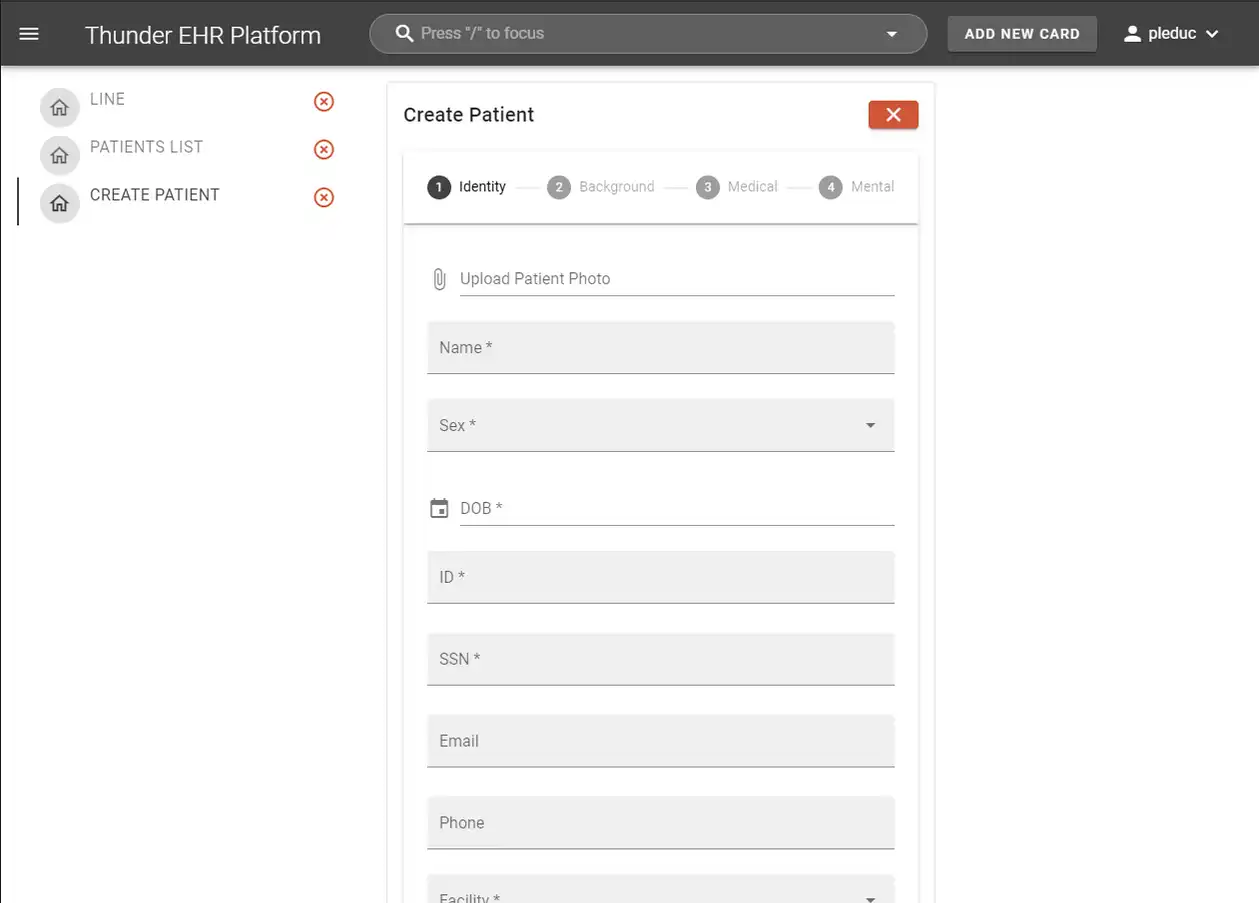 Thunder EHR Platform
Press "/" to focus
ADD NEW CARD
pleduc
LINE
PATIENTS LIST
CREATE PATIENT
Create Patient
1 Identity
2 Background
3 Medical
4 Mental
Upload Patient Photo
Name *
Sex *
DOB *
ID *
SSN *
Email
Phone
Facility *